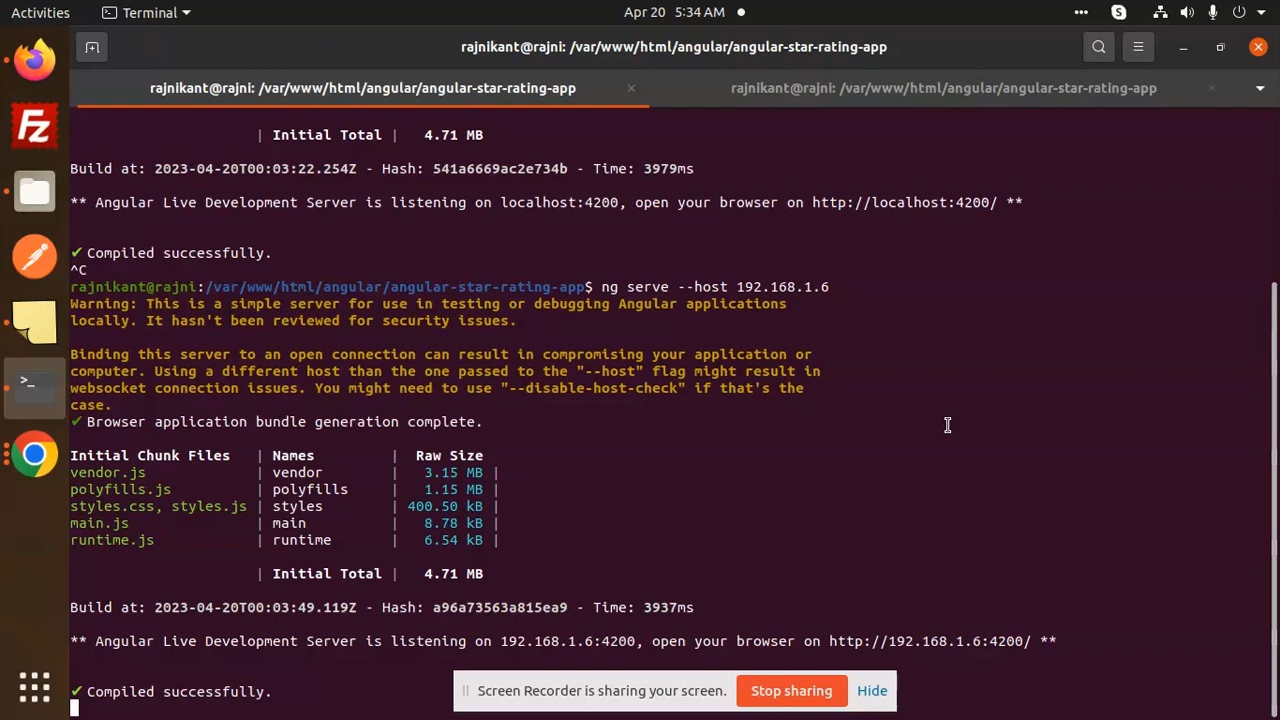 Activities
Terminal
Apr 20 5:34 AM
rajnikant@rajni: /var/www/html/angular/angular-star-rating-app
rajnikant@rajni: /var/www/html/angular/angular-star-rating-app × rajnikant@rajni: /var/www/html/angular/angular-star-rating-app ×
| Initial Total | 4.71 MB
Build at: 2023-04-20T00:03:22.254Z - Hash: 541a6669ac2e734b - Time: 3979ms
** Angular Live Development Server is listening on localhost:4200, open your browser on http://localhost:4200/ **
✔ Compiled successfully.
^C
rajnikant@rajni:/var/www/html/angular/angular-star-rating-app$ ng serve --host 192.168.1.6
Warning: This is a simple server for use in testing or debugging Angular applications
locally. It hasn't been reviewed for security issues.
Binding this server to an open connection can result in compromising your application or
computer. Using a different host than the one passed to the "--host" flag might result in
websocket connection issues. You might need to use "--disable-host-check" if that's the
case.
✔ Browser application bundle generation complete.
Initial Chunk Files | Names | Raw Size
vendor.js | vendor | 3.15 MB |
polyfills.js | polyfills | 1.15 MB |
styles.css, styles.js | styles | 400.50 kB |
main.js | main | 8.78 kB |
runtime.js | runtime | 6.54 kB |
| Initial Total | 4.71 MB
Build at: 2023-04-20T00:03:49.119Z - Hash: a96a73563a815ea9 - Time: 3937ms
** Angular Live Development Server is listening on 192.168.1.6:4200, open your browser on http://192.168.1.6:4200/ **
✔ Compiled successfully.
Screen Recorder is sharing your screen. Stop sharing Hide